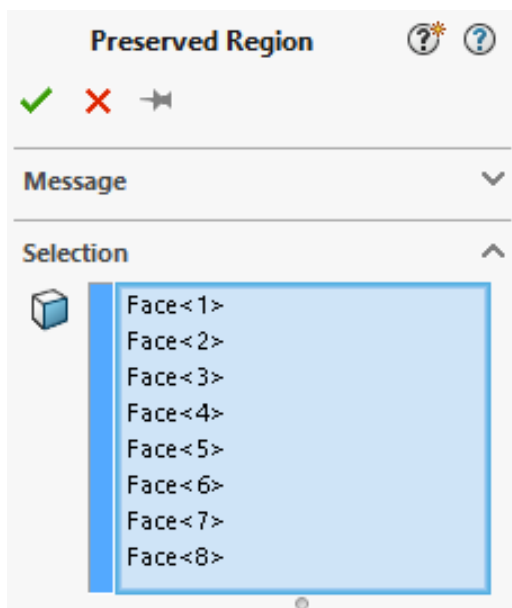 Preserved Region
Message
Selection
Face<1>
Face<2>
Face<3>
Face<4>
Face<5>
Face<6>
Face<7>
Face<8>